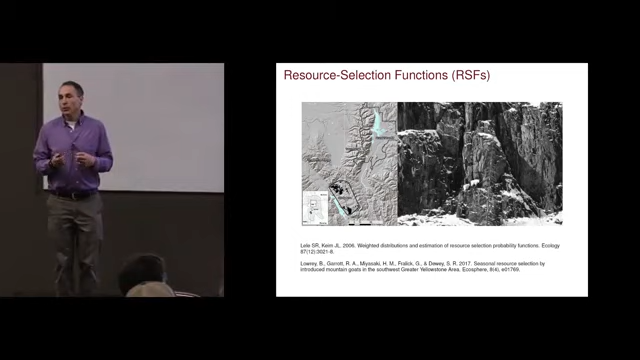 Resource-Selection Functions (RSFs)
Lele SR, Keim JL. 2006. Weighted distributions and estimation of resource selection probability functions. Ecology
87(12):3021-8.
Lowrey, B., Garrott, R. A., Miyasaki, H. M., Fralick, G., & Dewey, S. R. 2017. Seasonal resource selection by
introduced mountain goats in the southwest Greater Yellowstone Area. Ecosphere, 8(4), e01769.